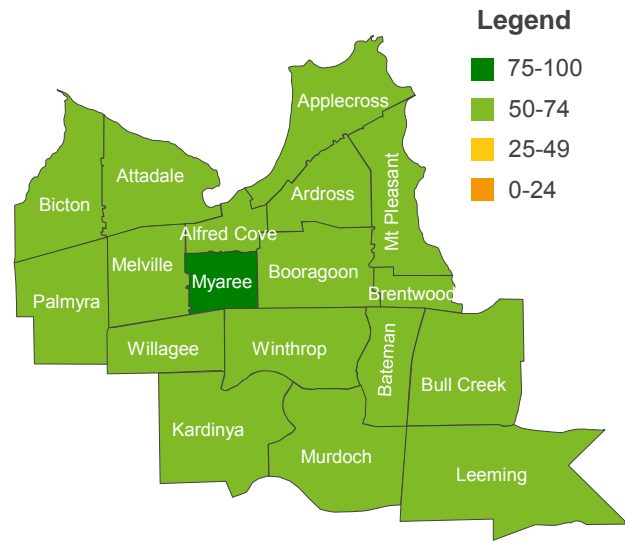 Legend
75-100
50-74
25-49
0-24
Applecross
Attadale
Ardross
Mt Pleasant
Bicton
Alfred Cove
Melville
Myaree
Booragoon
Brentwood
Palmyra
Willagee
Winthrop
Bateman
Bull Creek
Kardinya
Murdoch
Leeming